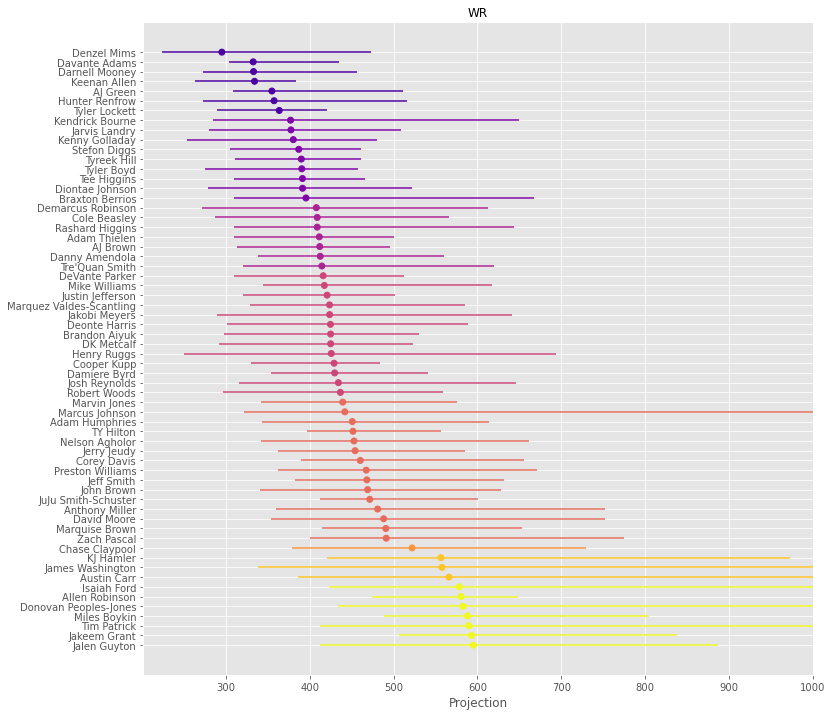 WR
Denzel Mims
Davante Adams
Darnell Mooney
Keenan Allen
AJ Green
Hunter Renfrow
Tyler Lockett
Kendrick Bourne
Jarvis Landry
Kenny Golladay
Stefon Diggs
Tyreek Hill
Tyler Boyd
Tee Higgins
Diontae Johnson
Braxton Berrios
Demarcus Robinson
Cole Beasley
Rashard Higgins
Adam Thielen
AJ Brown
Danny Amendola
Tre'Quan Smith
DeVante Parker
Mike Williams
Justin Jefferson
Marquez Valdes-Scantling
Jakobi Meyers
Deonte Harris
Brandon Aiyuk
DK Metcalf
Henry Ruggs
Cooper Kupp
Damiere Byrd
Josh Reynolds
Robert Woods
Marvin Jones
Marcus Johnson
Adam Humphries
TY Hilton
Nelson Agholor
Jerry Jeudy
Corey Davis
Preston Williams
Jeff Smith
John Brown
JuJu Smith-Schuster
Anthony Miller
David Moore
Marquise Brown
Zach Pascal
Chase Claypool
KJ Hamler
James Washington
Austin Carr
Isaiah Ford
Allen Robinson
Donovan Peoples-Jones
Miles Boykin
Tim Patrick
Jakeem Grant
Jalen Guyton
300 400 500 600 700 800 900 1000
Projection